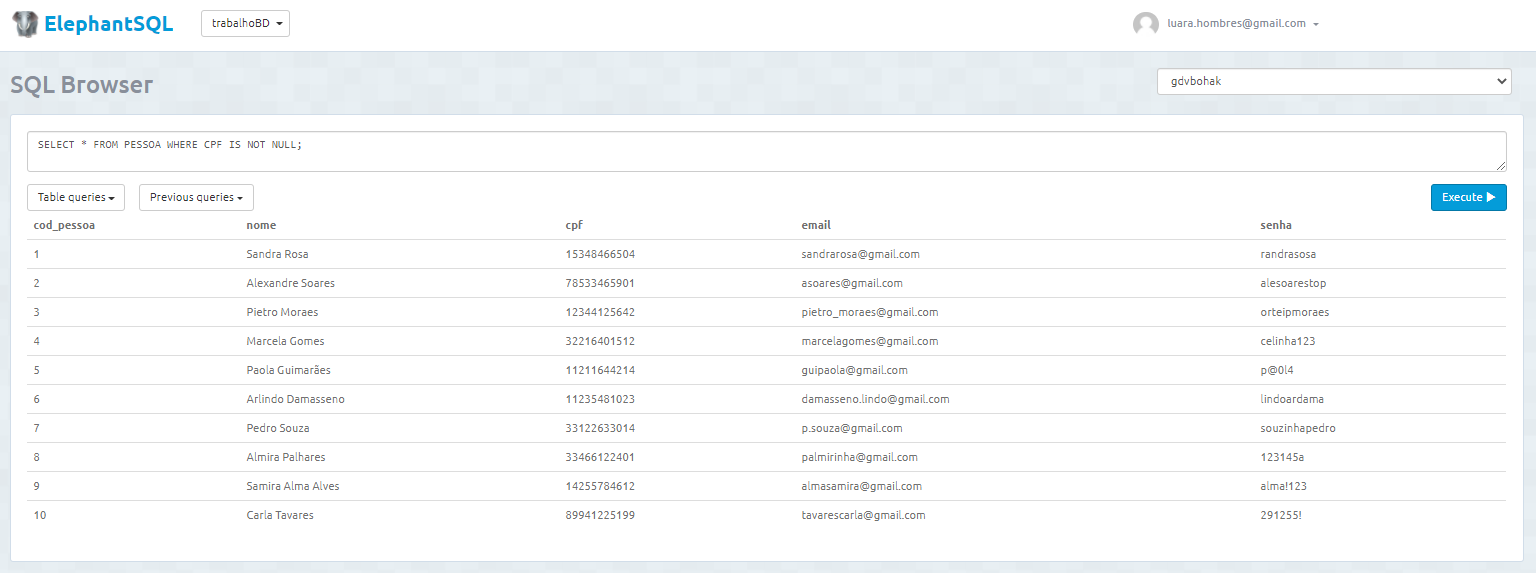 ElephantSQL trabalhoBD luara.hombres@gmail.com
SQL Browser gdvbohak
SELECT * FROM PESSOA WHERE CPF IS NOT NULL;
Table queries Previous queries Execute
cod_pessoa nome cpf email senha
1 Sandra Rosa 15348466504 sandrarosa@gmail.com randrasosa
2 Alexandre Soares 78533465901 asoares@gmail.com alesoarestop
3 Pietro Moraes 12344125642 pietro_moraes@gmail.com orteipmoraes
4 Marcela Gomes 32216401512 marcelagomes@gmail.com celinha123
5 Paola Guimarães 11211644214 guipaola@gmail.com p@0l4
6 Arlindo Damasseno 11235481023 damasseno.lindo@gmail.com lindoardama
7 Pedro Souza 33122633014 p.souza@gmail.com souzinhapedro
8 Almira Palhares 33466122401 palmirinha@gmail.com 123145a
9 Samira Alma Alves 14255784612 almasamira@gmail.com alma!123
10 Carla Tavares 89941225199 tavarescarla@gmail.com 291255!